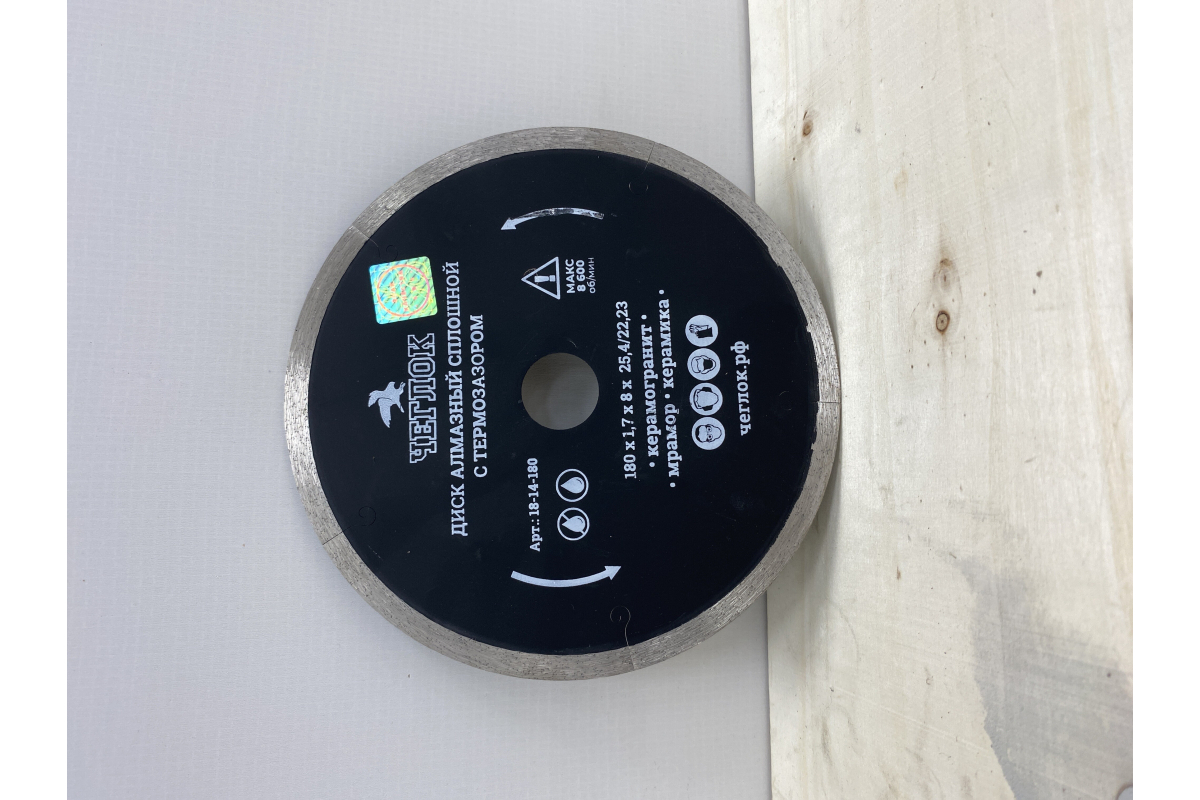 ЧЕГЛОК
ДИСК АЛМАЗНЫЙ СПЛОШНОЙ
С ТЕРМОЗАЗОРОМ
Арт.: 18-14-180
МАКС
8 600
об/мин
180 x 1,7 x 8 x 25,4/22,23
• керамогранит •
• мрамор • керамика •
чеглок.рф